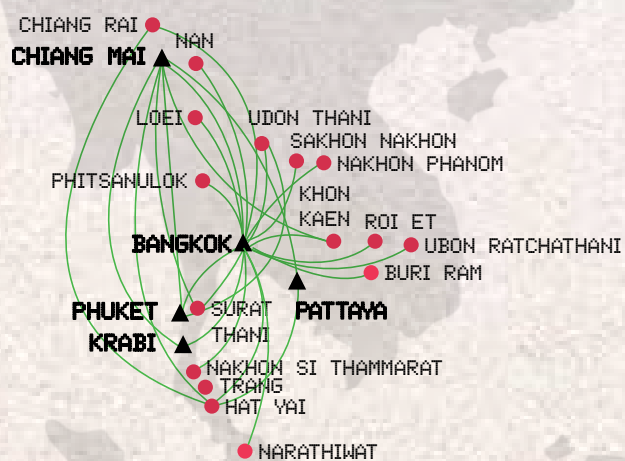 CHIANG RAI
NAN
CHIANG MAI
LOEI
UDON THANI
SAKHON NAKHON
NAKHON PHANOM
PHITSANULOK
KHON
KAEN
ROI ET
BANGKOK
UBON RATCHATHANI
BURI RAM
PHUKET
SURAT
THANI
PATTAYA
KRABI
NAKHON SI THAMMARAT
TRANG
HAT YAI
NARATHIWAT